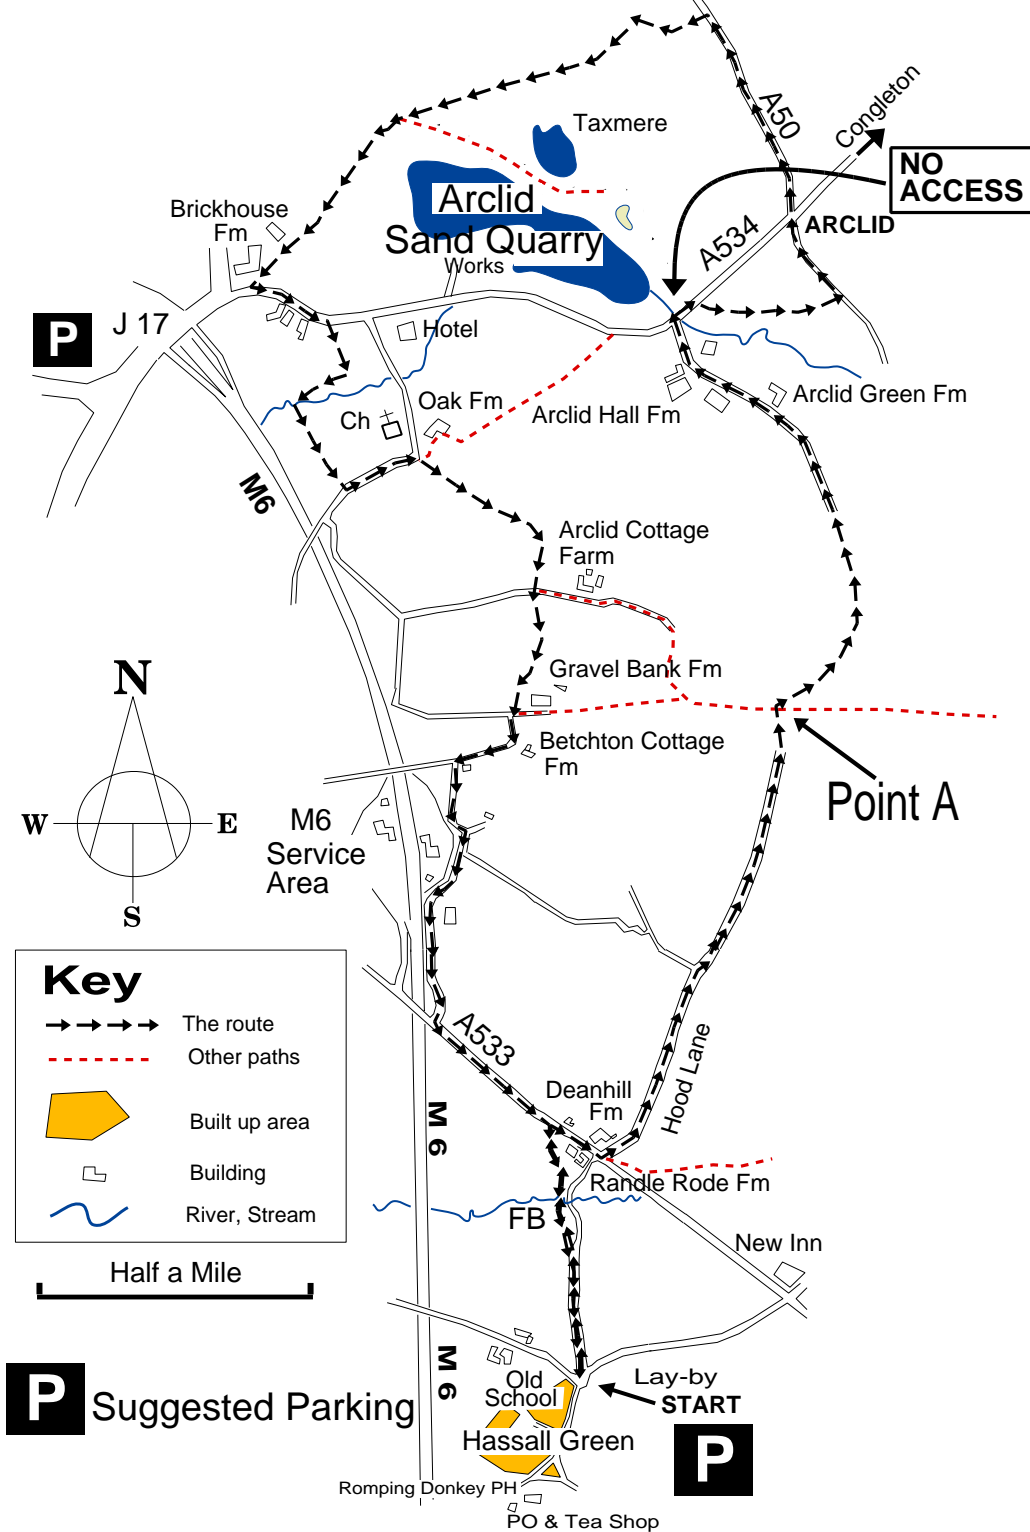 Taxmere
A50
Congleton
NO
ACCESS
Arclid
Sand Quarry
Works
Brickhouse
Fm
A534
ARCLID
P
J 17
Hotel
Oak Fm
Ch
Arclid Hall Fm
Arclid Green Fm
M6
Arclid Cottage
Farm
Gravel Bank Fm
N
W
E
S
Betchton Cottage
Fm
Point A
M6
Service
Area
Key
The route
Other paths
Built up area
Building
River, Stream
Half a Mile
A533
Hood Lane
Deanhill
Fm
M 6
Randle Rode Fm
FB
New Inn
M 6
P
Suggested Parking
Old
School
Lay-by
START
Hassall Green
P
Romping Donkey PH
PO & Tea Shop